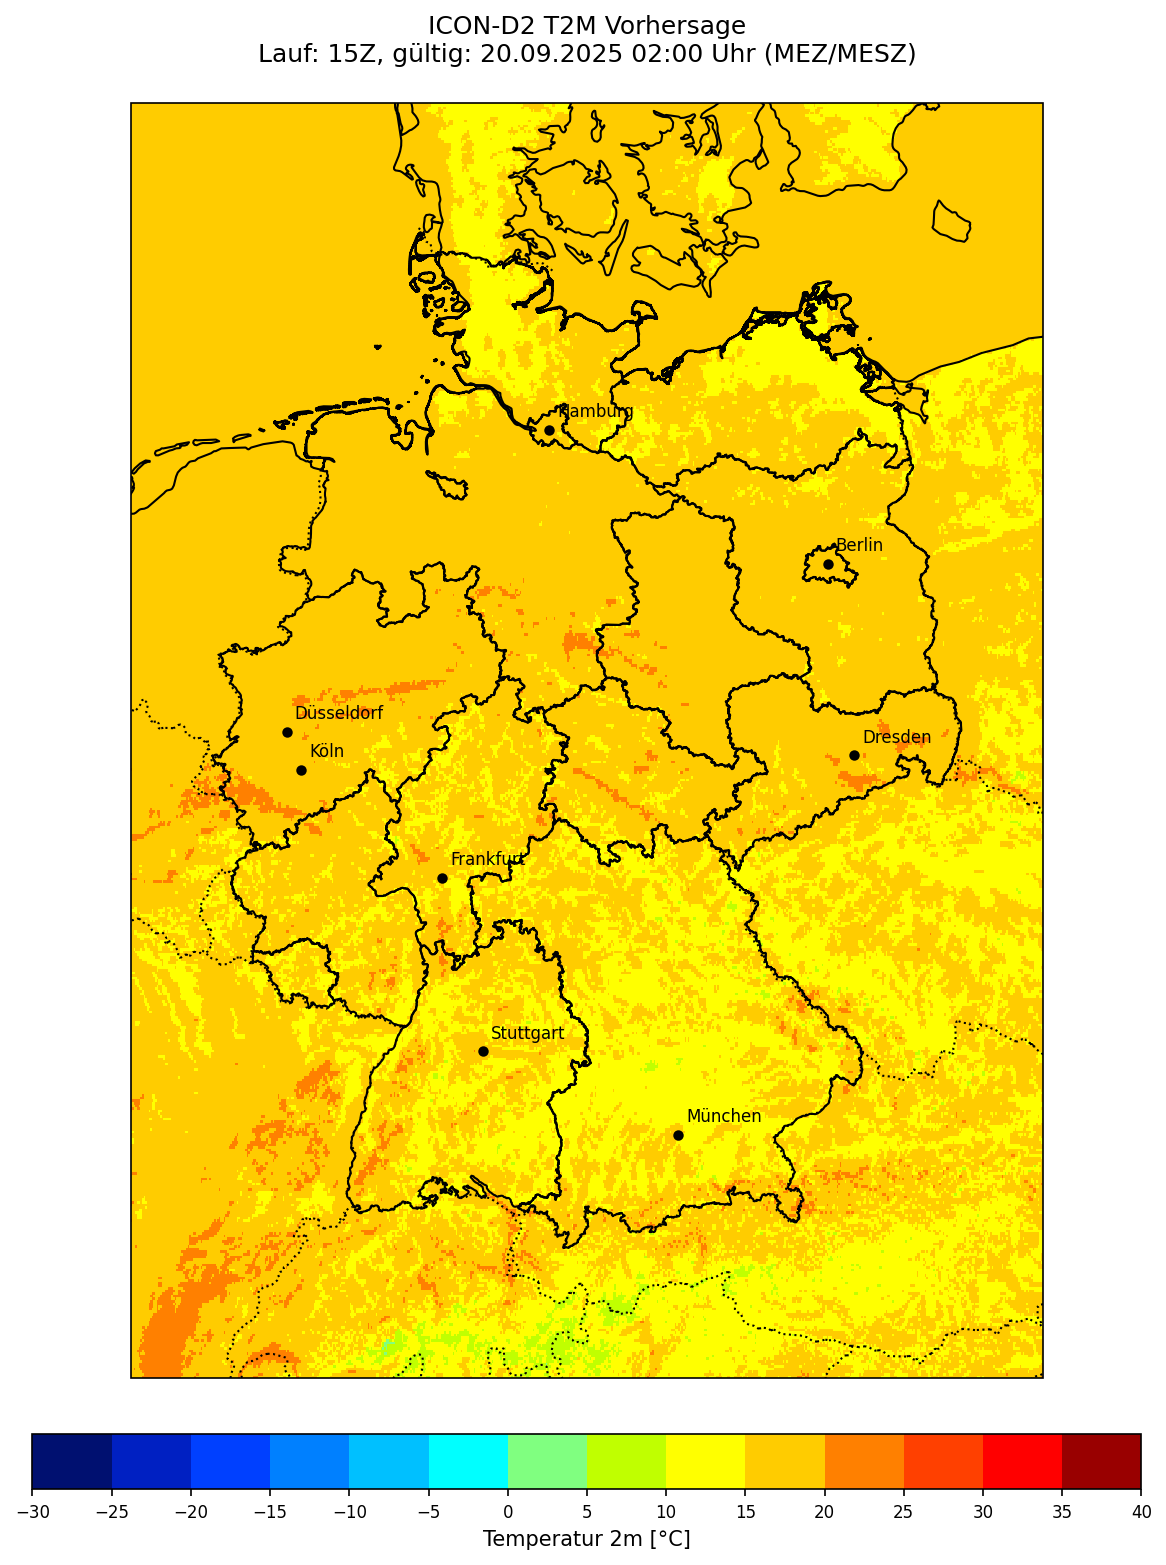 ICON-D2 T2M Vorhersage
Lauf: 15Z, gültig: 20.09.2025 02:00 Uhr (MEZ/MESZ)
Hamburg
Berlin
Düsseldorf
Dresden
Köln
Frankfurt
Stuttgart
München
−30 −25 −20 −15 −10 −5 0 5 10 15 20 25 30 35 40
Temperatur 2m [°C]